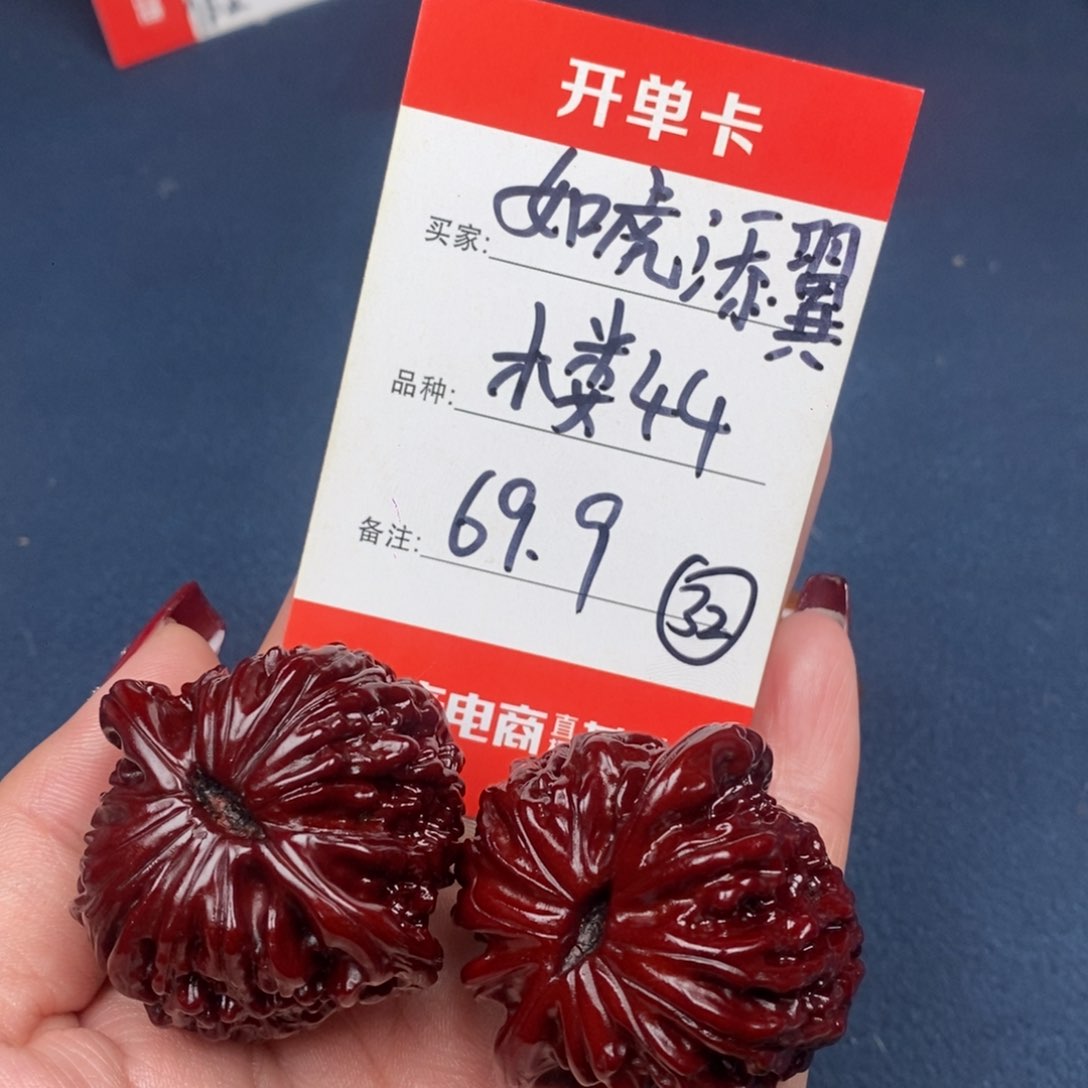 开单卡
买家: 如虎添翼
品种: 楼44
备注: 69.9
32
电商